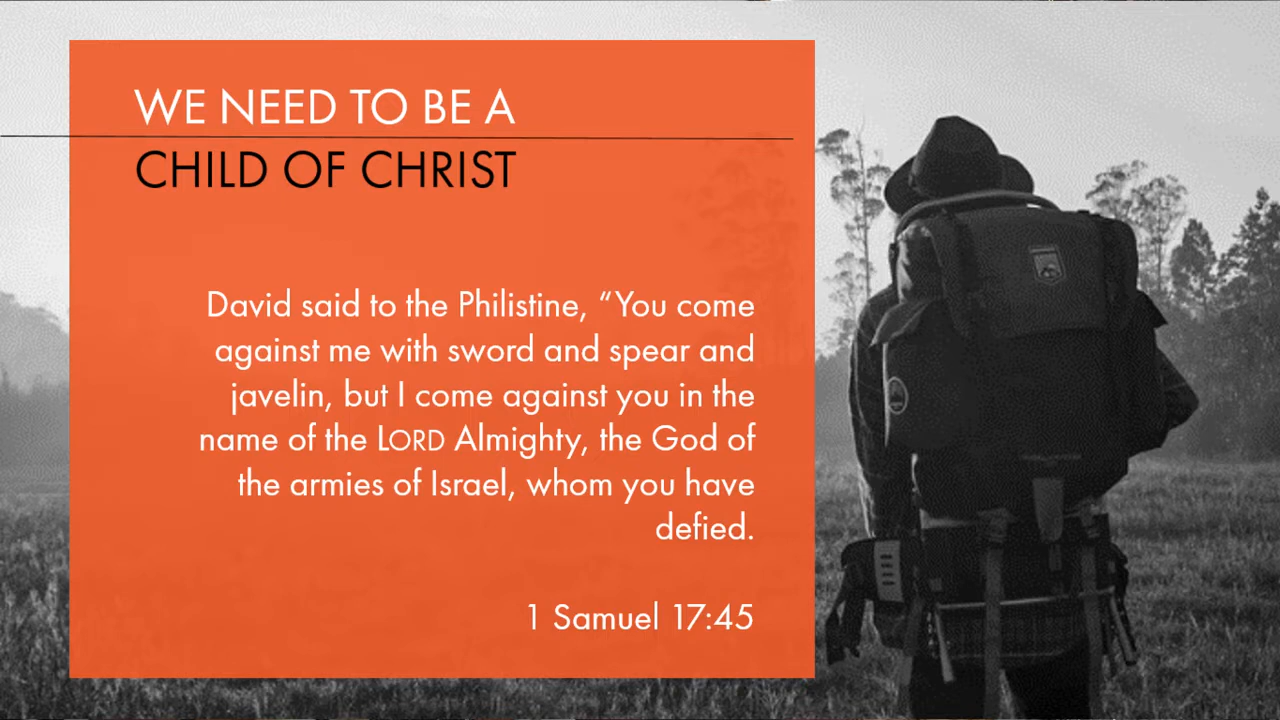 WE NEED TO BE A
CHILD OF CHRIST
David said to the Philistine, “You come
against me with sword and spear and
javelin, but I come against you in the
name of the LORD Almighty, the God of
the armies of Israel, whom you have
defied.
1 Samuel 17:45